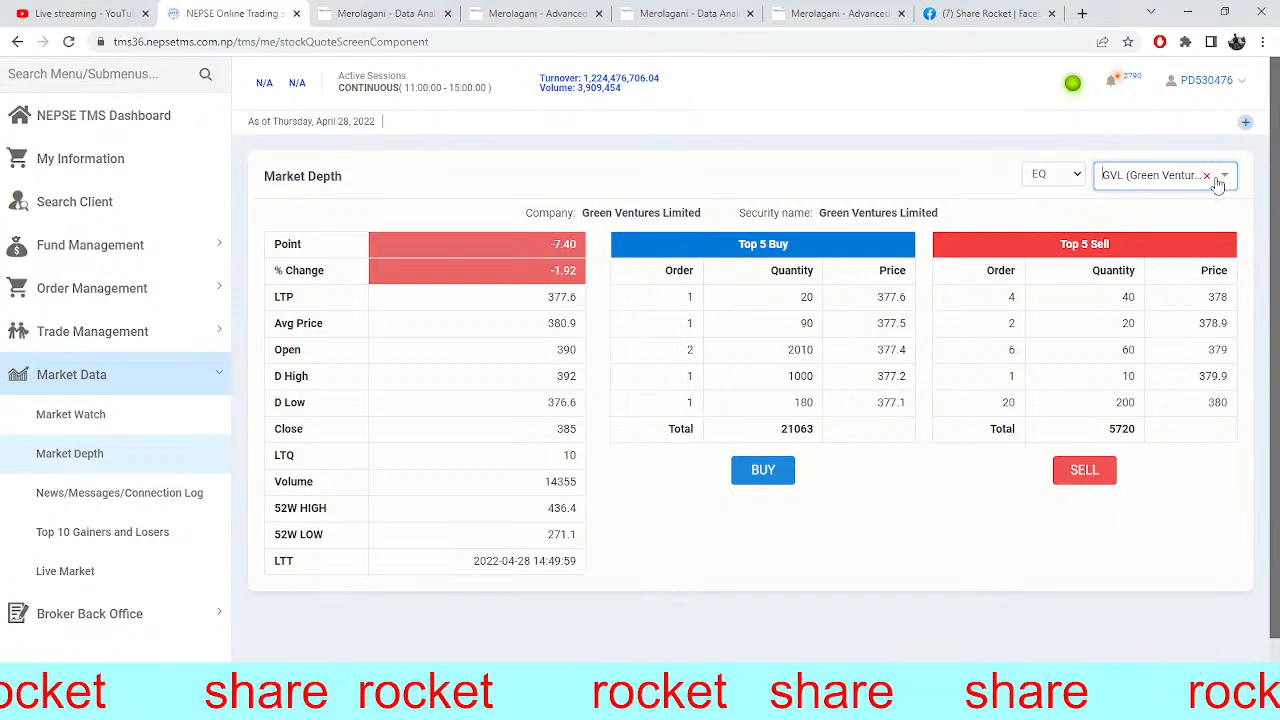 Live streaming - YouTu
NEPSE Online Trading s
Merolagani - Data Anal
Merolagani - Advanced
Merolagani - Data Anal
Merolagani - Advanced
(7) Share Rocket | Face
tms36.nepsetms.com.np/tms/me/stockQuoteScreenComponent
Search Menu/Submenus...
N/A N/A
Active Sessions
CONTINUOUS( 11:00:00 - 15:00:00 )
Turnover: 1,224,476,706.04
Volume: 3,909,454
2790
PD530476
As of Thursday, April 28, 2022
NEPSE TMS Dashboard
My Information
Search Client
Fund Management
Order Management
Trade Management
Market Data
Market Watch
Market Depth
News/Messages/Connection Log
Top 10 Gainers and Losers
Live Market
Broker Back Office
Market Depth
EQ
GVL (Green Ventur...
Company: Green Ventures Limited Security name: Green Ventures Limited
Point -7.40
% Change -1.92
LTP 377.6
Avg Price 380.9
Open 390
D High 392
D Low 376.6
Close 385
LTQ 10
Volume 14355
52W HIGH 436.4
52W LOW 271.1
LTT 2022-04-28 14:49:59
Top 5 Buy
Order Quantity Price
1 20 377.6
1 90 377.5
2 2010 377.4
1 1000 377.2
1 180 377.1
Total 21063
BUY
Top 5 Sell
Order Quantity Price
4 40 378
2 20 378.9
6 60 379
1 10 379.9
20 200 380
Total 5720
SELL
ocket share rocket rocket share share rock